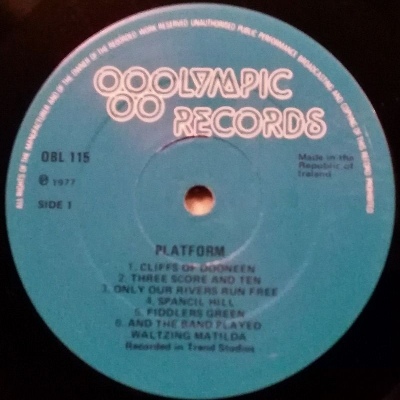 ALL RIGHTS OF THE MANUFACTURER AND OF THE OWNER OF THE RECORDED WORK RESERVED UNAUTHORISED PUBLIC PERFORMANCE BROADCASTING AND COPYING OF THIS RECORD PROHIBITED
OLYMPIC
RECORDS
OBL 115
Made in the
Republic of
Ireland
℗ 1977
SIDE 1
PLATFORM
1. CLIFFS OF DOONEEN
2. THREE SCORE AND TEN
3. ONLY OUR RIVERS RUN FREE
4. SPANCIL HILL
5. FIDDLERS GREEN
6. AND THE BAND PLAYED
WALTZING MATILDA
Recorded in Trend Studios